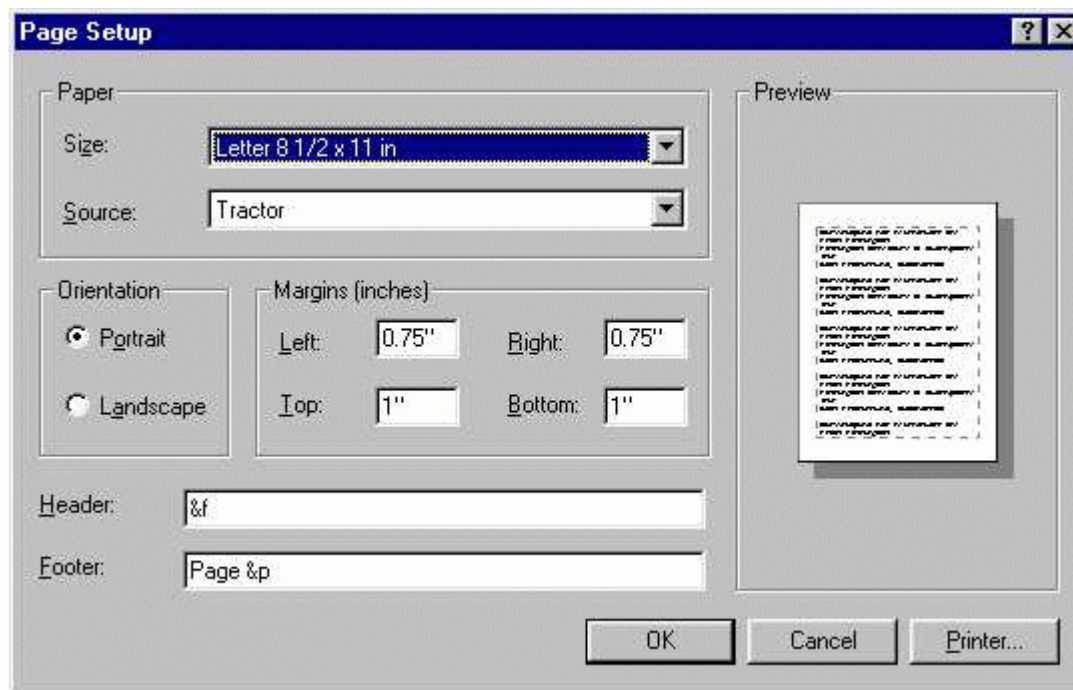 Page Setup
Paper
Size: Letter 8 1/2 x 11 in
Source: Tractor
Orientation
Portrait
Landscape
Margins (inches)
Left: 0.75" Right: 0.75"
Top: 1" Bottom: 1"
Header: &f
Footer: Page &p
Preview
OK Cancel Printer...